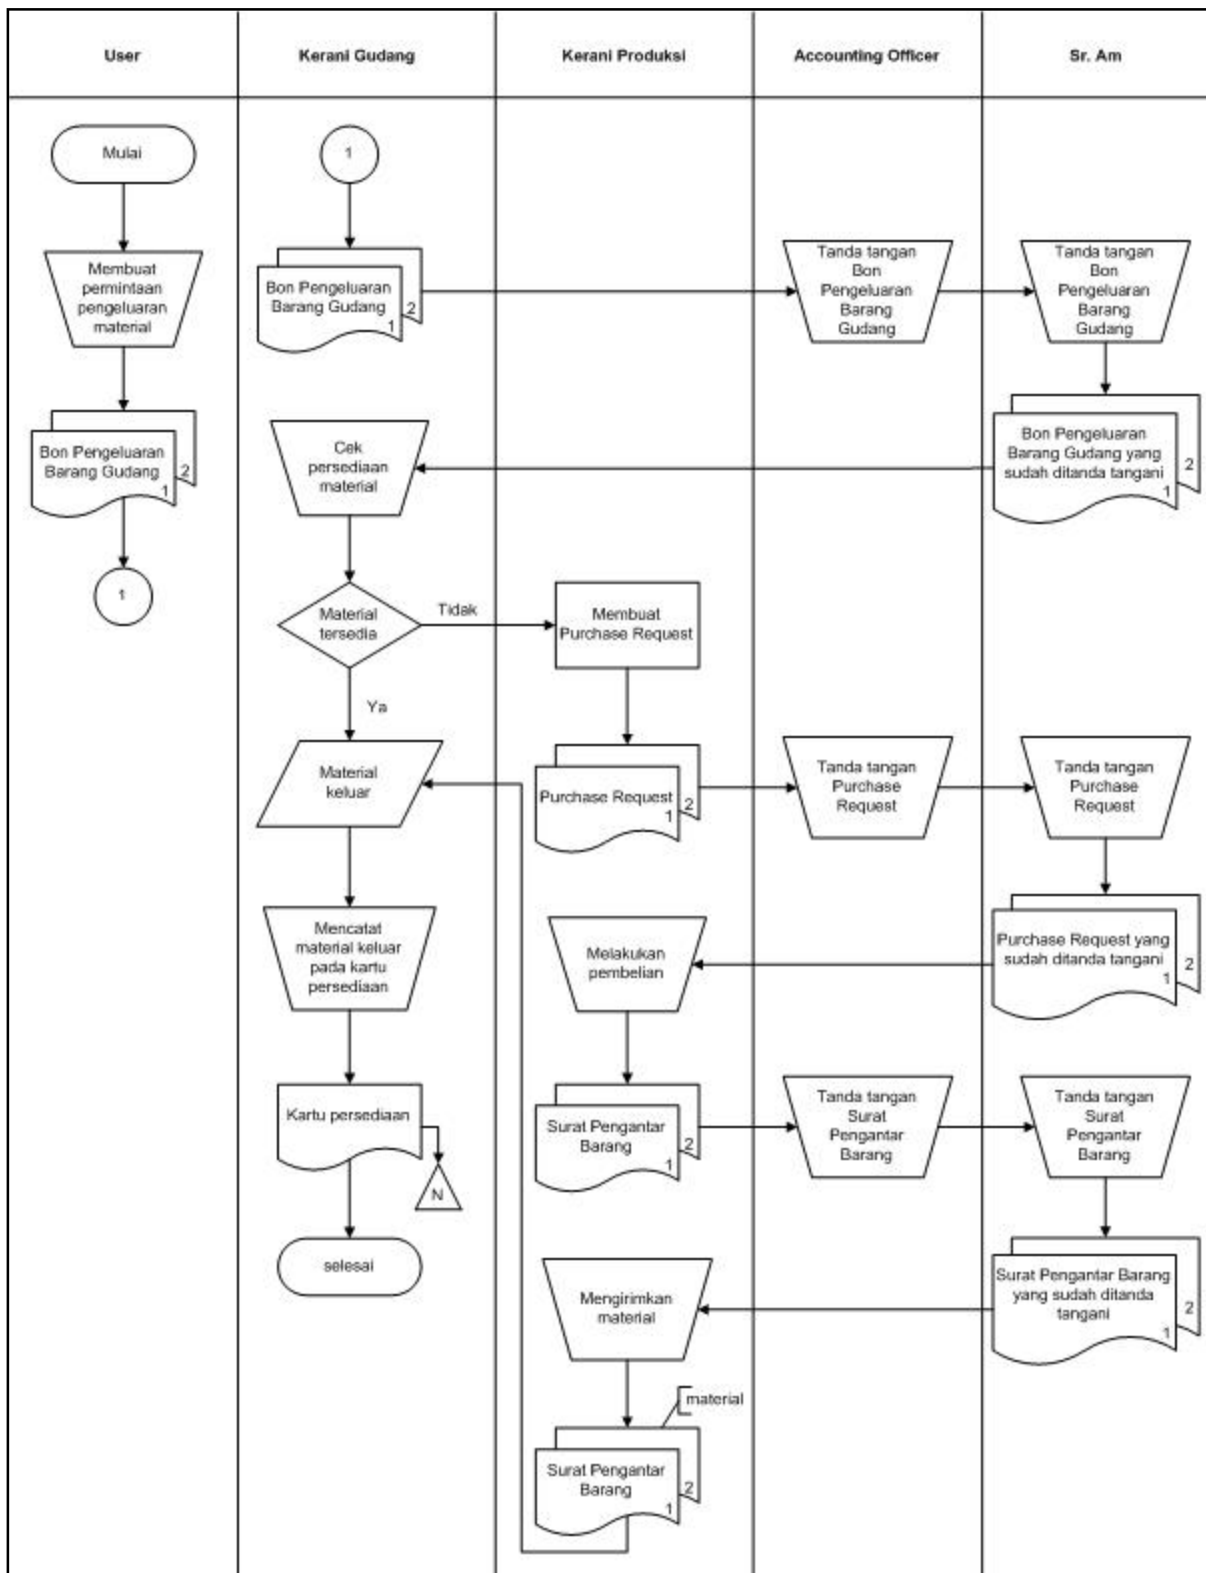 User
Kerani Gudang
Kerani Produksi
Accounting Officer
Sr. Am
Mulai
Membuat
permintaan
pengeluaran
material
Bon Pengeluaran
Barang Gudang
1
2
1
1
Bon Pengeluaran
Barang Gudang
1
2
Tanda tangan
Bon
Pengeluaran
Barang
Gudang
Tanda tangan
Bon
Pengeluaran
Barang
Gudang
Bon Pengeluaran
Barang Gudang yang
sudah ditanda tangani
1
2
Cek
persediaan
material
Material
tersedia
Tidak
Ya
Membuat
Purchase Request
Purchase Request
1
2
Tanda tangan
Purchase
Request
Tanda tangan
Purchase
Request
Purchase Request yang
sudah ditanda tangani
1
2
Melakukan
pembelian
Surat Pengantar
Barang
1
2
Tanda tangan
Surat
Pengantar
Barang
Tanda tangan
Surat
Pengantar
Barang
Surat Pengantar Barang
yang sudah ditanda
tangani
1
2
Mengirimkan
material
material
Surat Pengantar
Barang
1
2
Material
keluar
Mencatat
material keluar
pada kartu
persediaan
Kartu persediaan
N
selesai